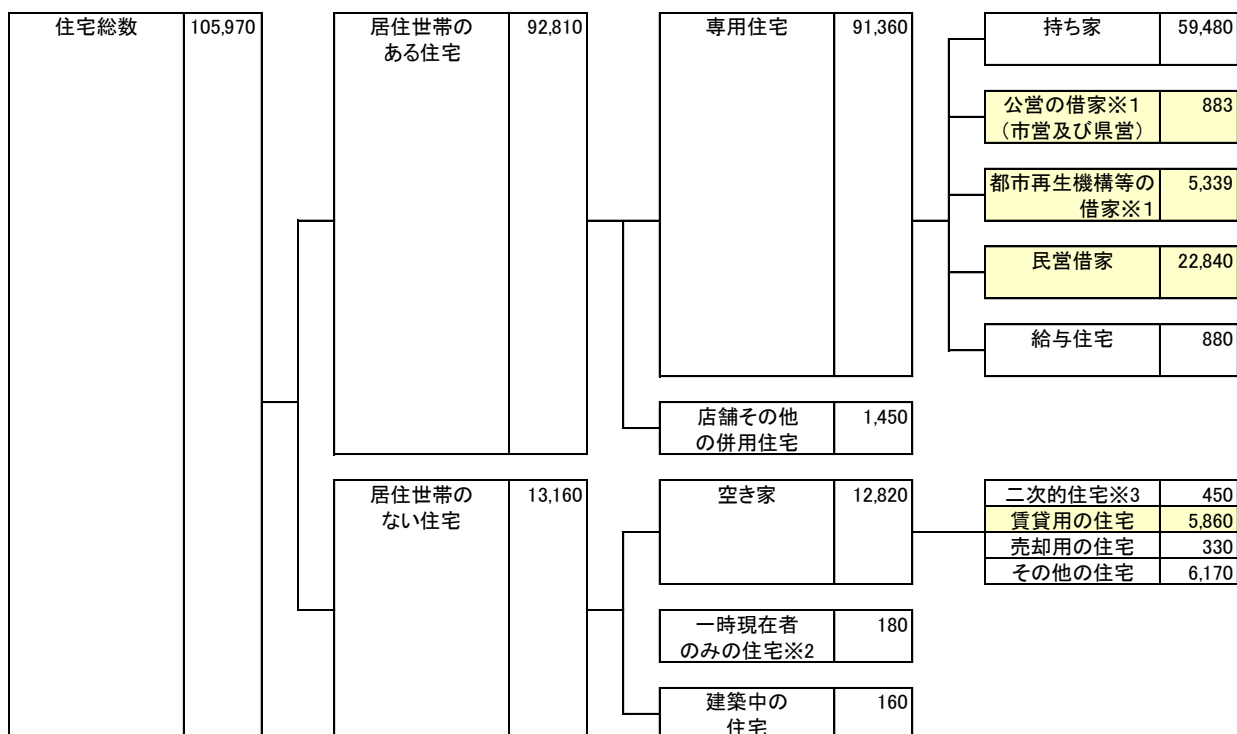 住宅総数 105,970
居住世帯の 92,810
ある住宅
専用住宅 91,360
持ち家 59,480
公営の借家※1 883
(市営及び県営)
都市再生機構等の 5,339
借家※1
民営借家 22,840
給与住宅 880
店舗その他 1,450
の併用住宅
居住世帯の 13,160
ない住宅
空き家 12,820
二次的住宅※3 450
賃貸用の住宅 5,860
売却用の住宅 330
その他の住宅 6,170
一時現在者 180
のみの住宅※2
建築中の 160
住宅